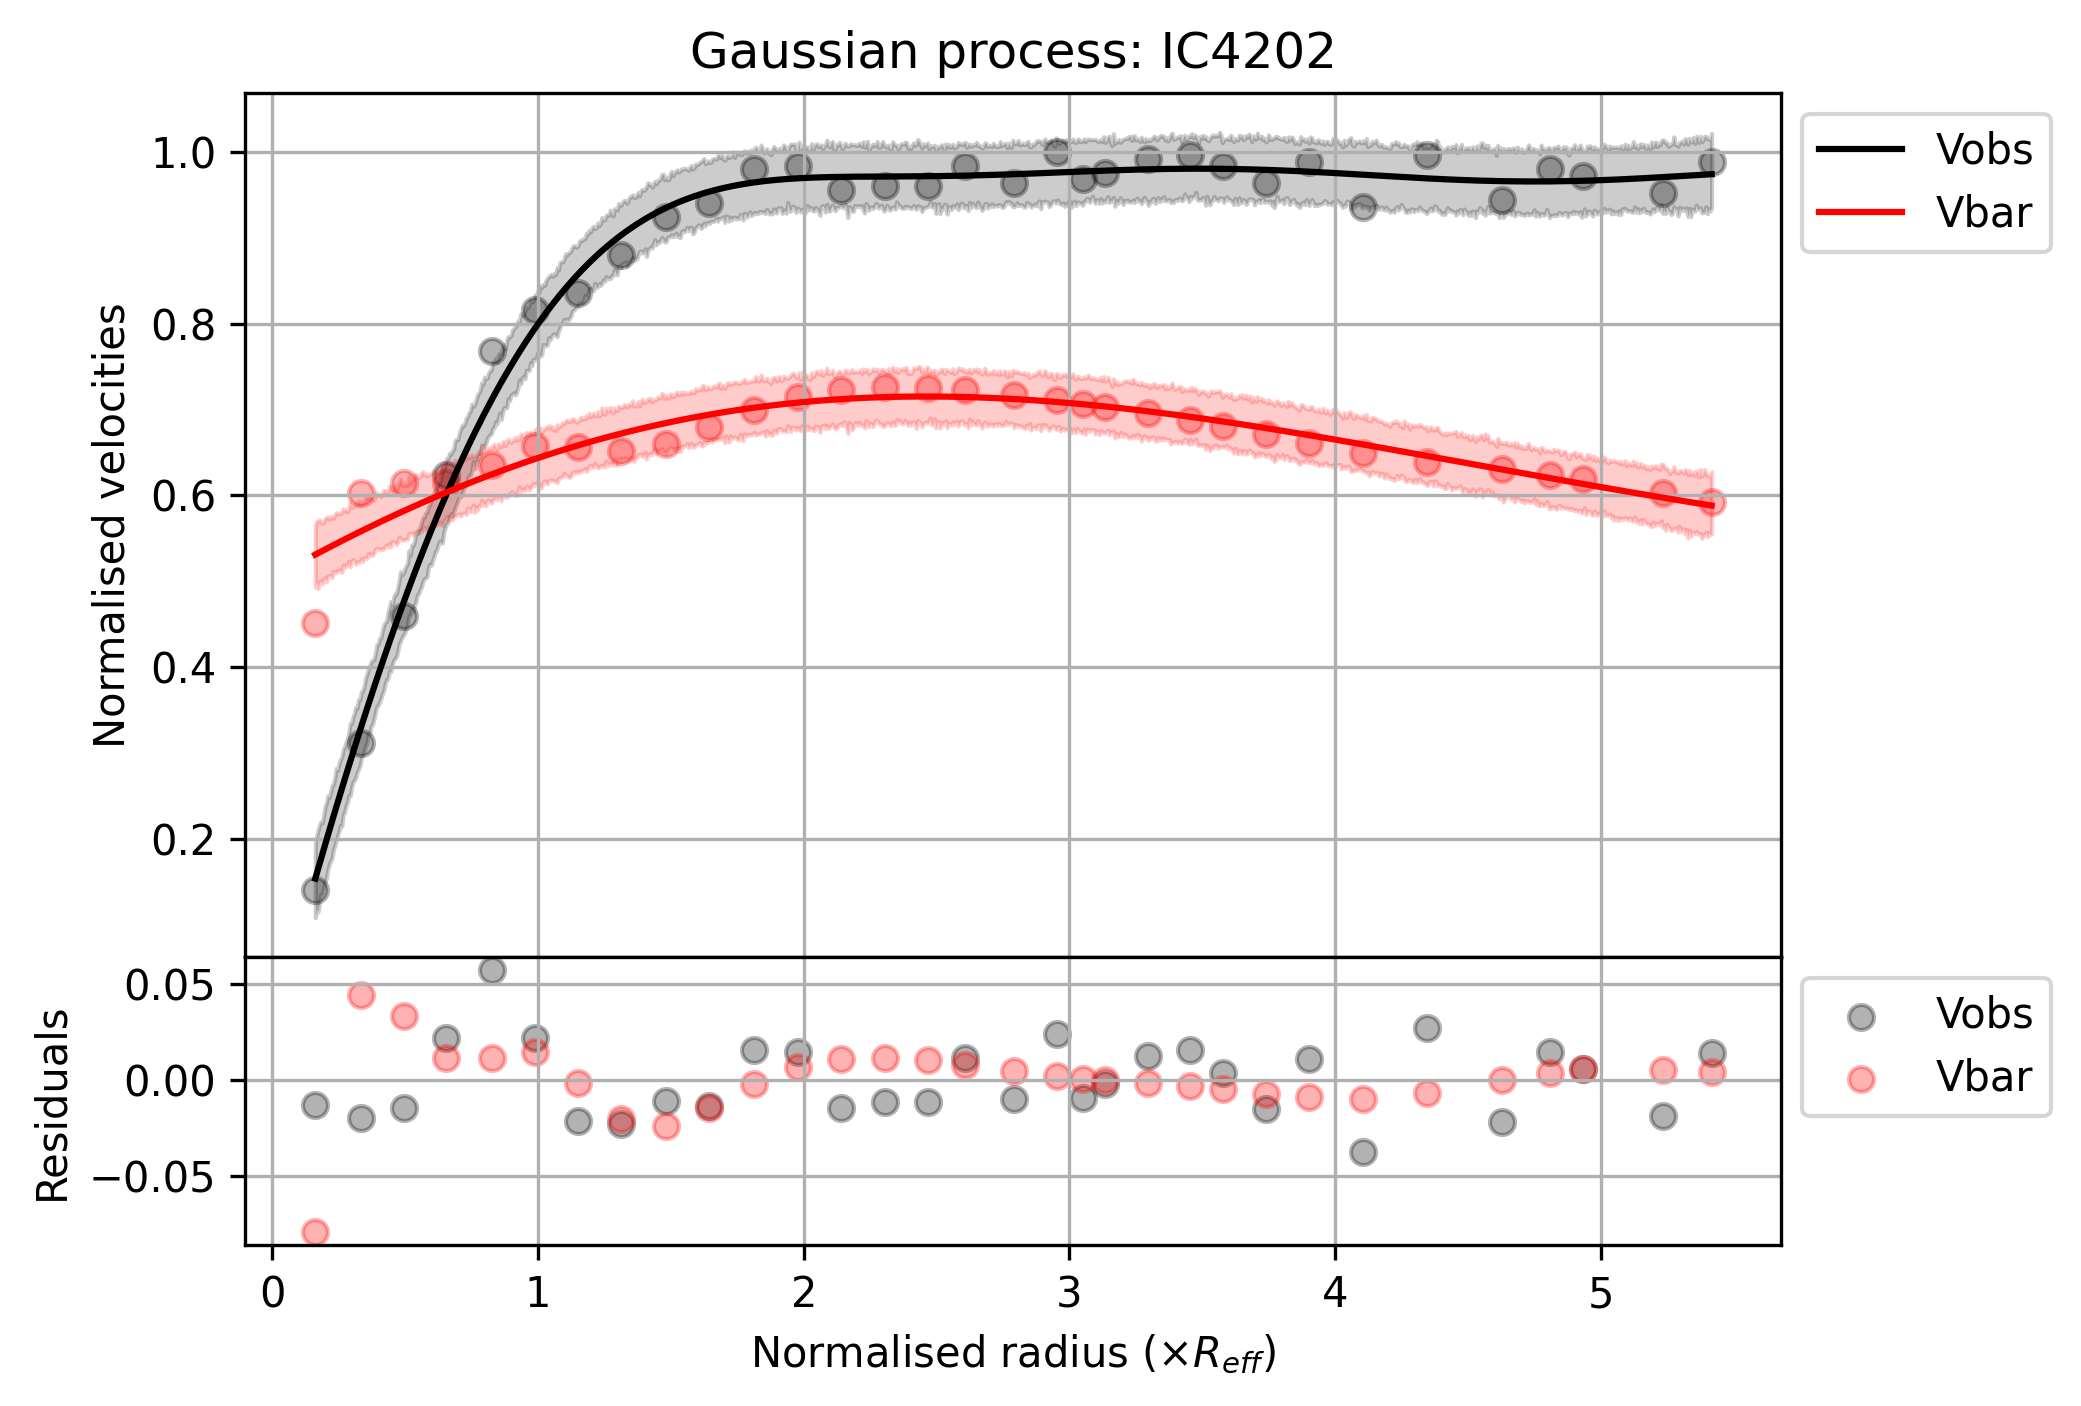 Gaussian process: IC4202
Normalised velocities
1.0
0.8
0.6
0.4
0.2
Vobs
Vbar
Residuals
0.05
0.00
−0.05
Vobs
Vbar
0 1 2 3 4 5
Normalised radius (×R_eff)